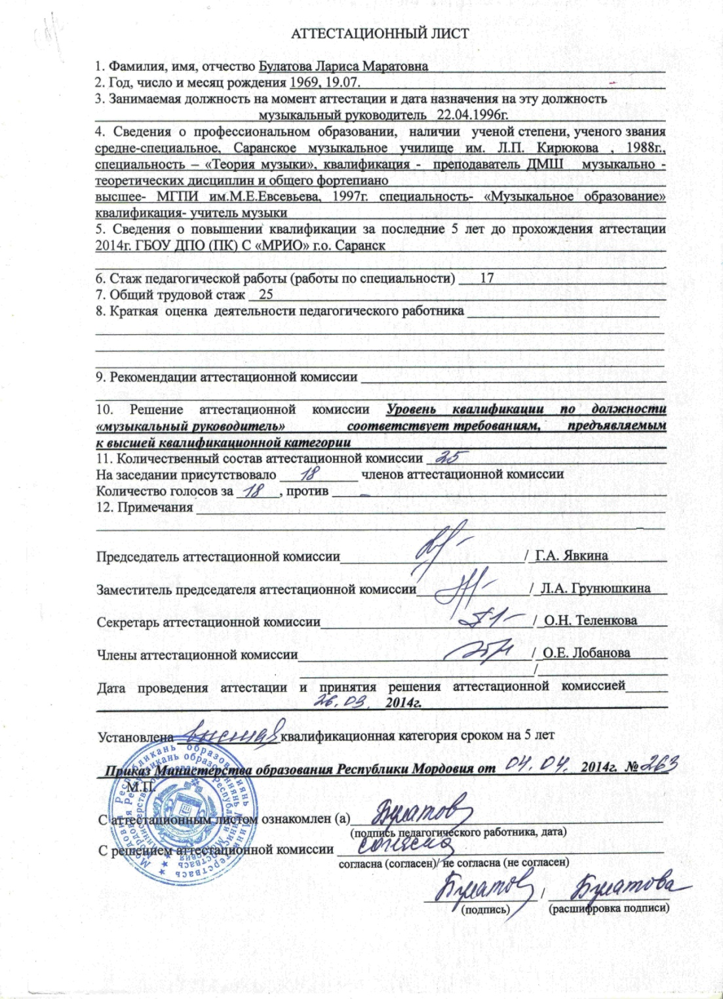 АТТЕСТАЦИОННЫЙ ЛИСТ
1. Фамилия, имя, отчество Булатова Лариса Маратовна
2. Год, число и месяц рождения 1969, 19.07.
3. Занимаемая должность на момент аттестации и дата назначения на эту должность
музыкальный руководитель 22.04.1996г.
4. Сведения о профессиональном образовании, наличии ученой степени, ученого звания
средне-специальное, Саранское музыкальное училище им. Л.П. Кирюкова , 1988г.,
специальность – «Теория музыки», квалификация - преподаватель ДМШ музыкально -
теоретических дисциплин и общего фортепиано
высшее- МГПИ им.М.Е.Евсевьева, 1997г. специальность- «Музыкальное образование»
квалификация- учитель музыки
5. Сведения о повышении квалификации за последние 5 лет до прохождения аттестации
2014г. ГБОУ ДПО (ПК) С «МРИО» г.о. Саранск
6. Стаж педагогической работы (работы по специальности) 17
7. Общий трудовой стаж 25
8. Краткая оценка деятельности педагогического работника
9. Рекомендации аттестационной комиссии
10. Решение аттестационной комиссии Уровень квалификации по должности
«музыкальный руководитель» соответствует требованиям, предъявляемым
к высшей квалификационной категории
11. Количественный состав аттестационной комиссии 25
На заседании присутствовало 18 членов аттестационной комиссии
Количество голосов за 18, против –
12. Примечания
Председатель аттестационной комиссии / Г.А. Явкина
Заместитель председателя аттестационной комиссии / Л.А. Грунюшкина
Секретарь аттестационной комиссии / О.Н. Теленкова
Члены аттестационной комиссии / О.Е. Лобанова
/
Дата проведения аттестации и принятия решения аттестационной комиссией
26.03. 2014г.
Установлена высшая квалификационная категория сроком на 5 лет
Приказ Министерства образования Республики Мордовия от 04.04. 2014г. № 263
М.П.
С аттестационным листом ознакомлен (а) Булатов
(подпись педагогического работника, дата)
С решением аттестационной комиссии согласна
согласна (согласен)/ не согласна (не согласен)
Булатов / Булатова
(подпись) (расшифровка подписи)